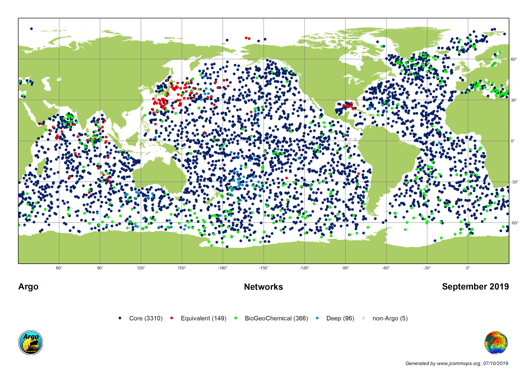 60°
30°
0°
-30°
-60°
60° 90° 120° 150° -180° -150° -120° -90° -60° -30° 0°
Argo Networks September 2019
Core (3310) Equivalent (149) BioGeoChemical (366) Deep (96) non-Argo (5)
Argo
Generated by www.jcommops.org, 07/10/2019